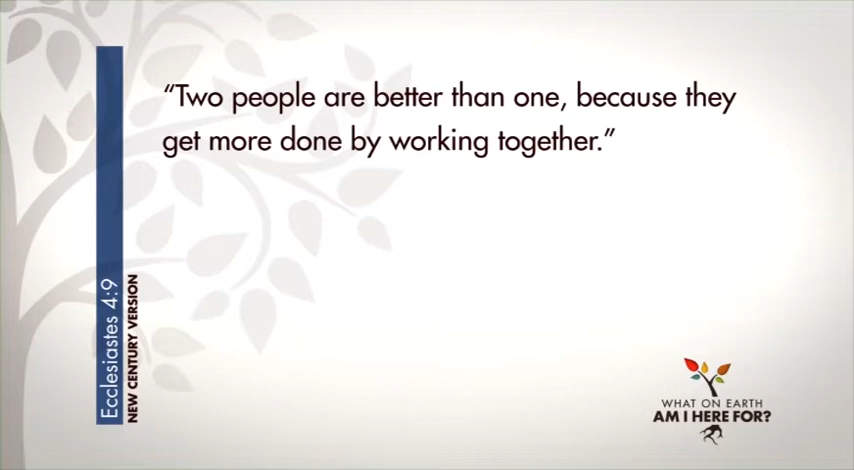 “Two people are better than one, because they
get more done by working together.”
Ecclesiastes 4:9
NEW CENTURY VERSION
WHAT ON EARTH
AM I HERE FOR?